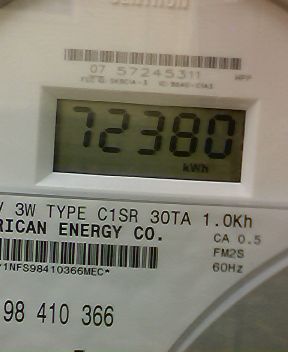 07 57245311
72380
kWh
V 3W TYPE C1SR 30TA 1.0Kh
RICAN ENERGY CO.
CA 0.5
FM2S
60Hz
1NFS98410366MEC*
98 410 366